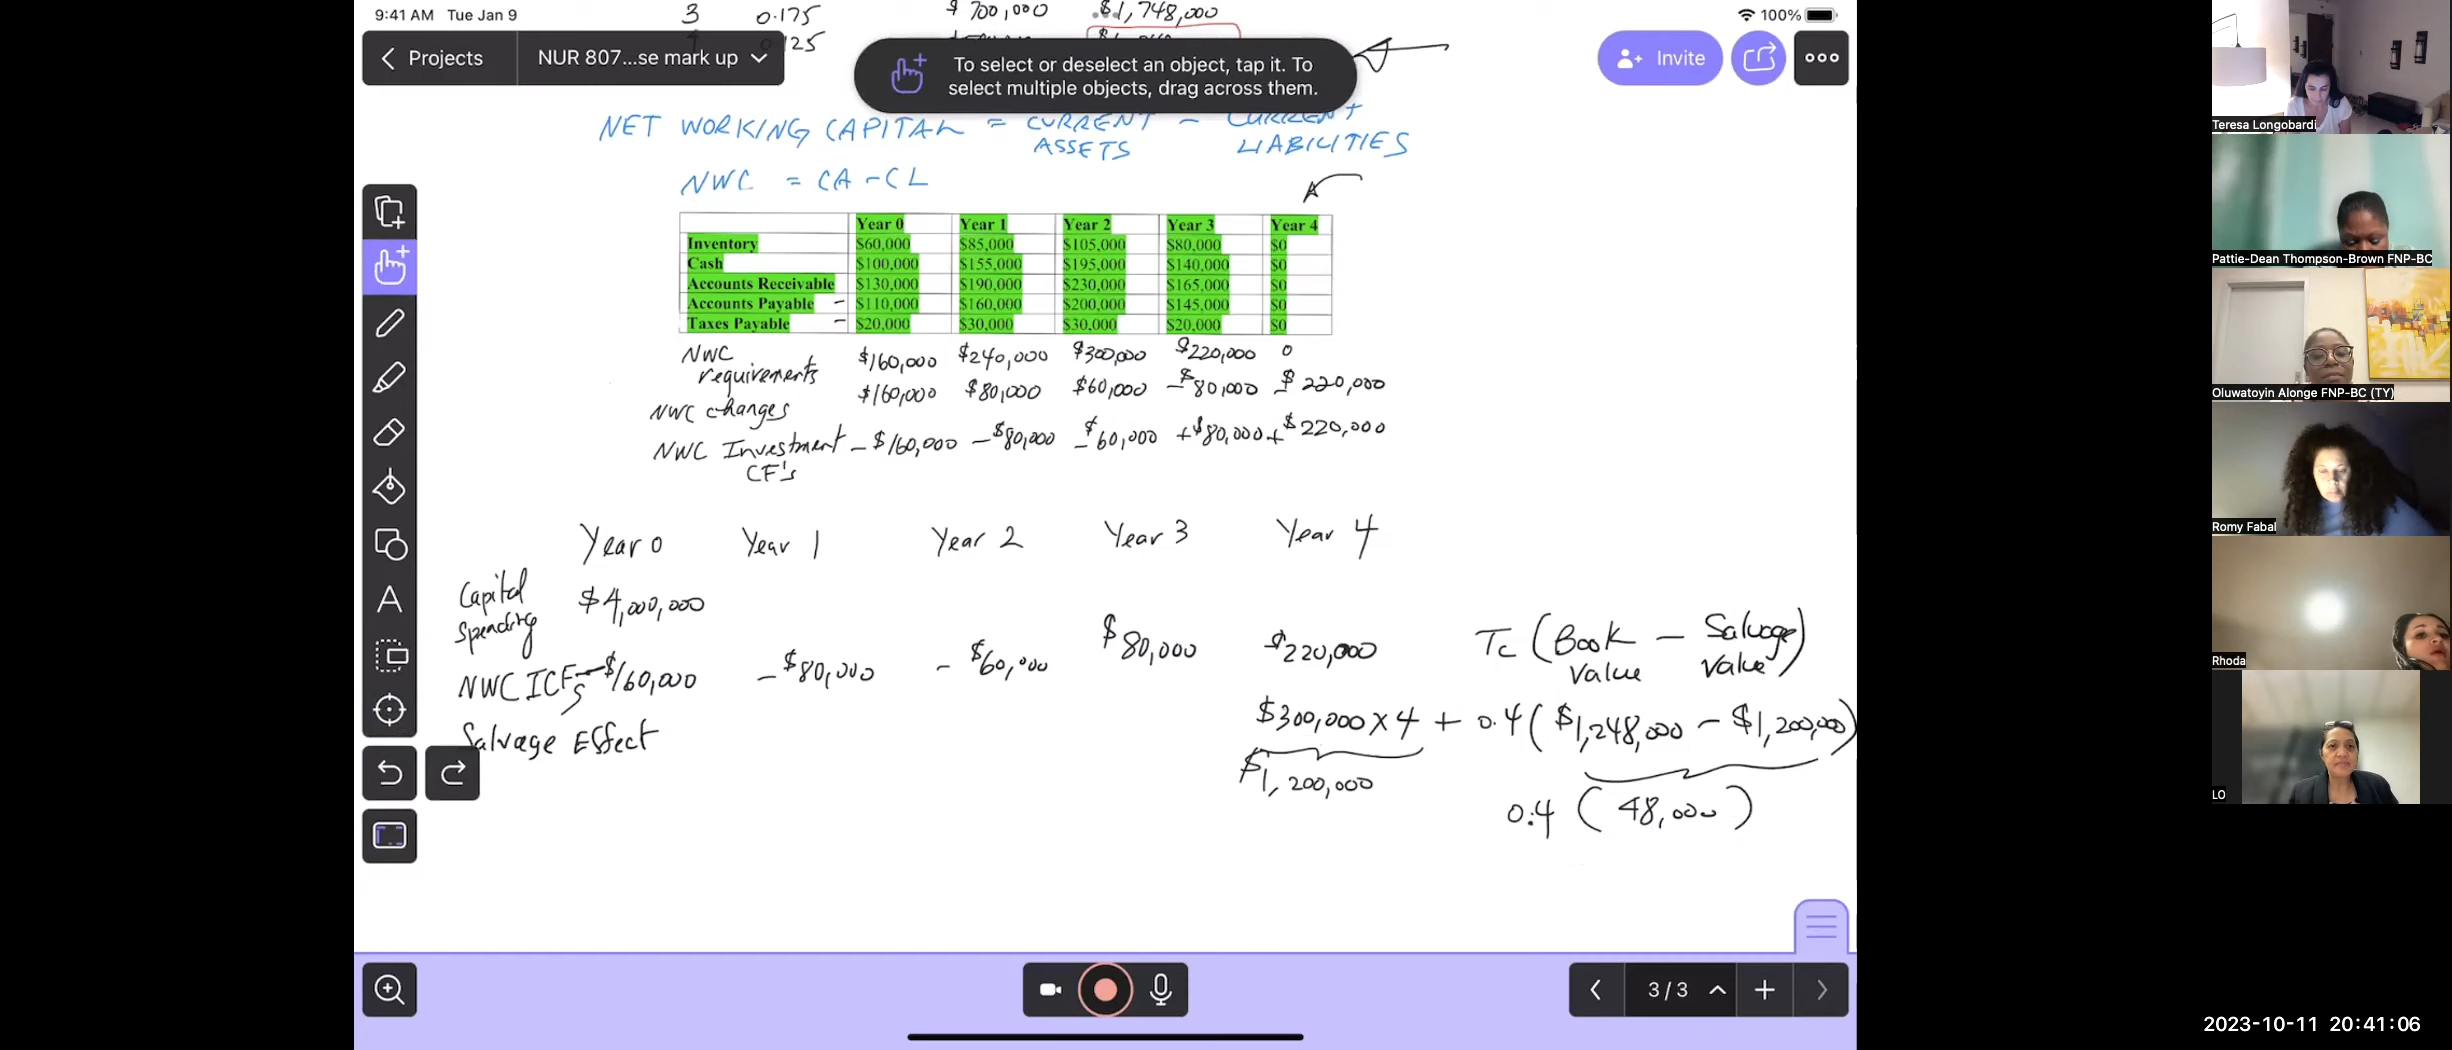 9:41 AM Tue Jan 9
100%
3 0.175 $700,000 $1,748,000
125
Projects
NUR 807...se mark up
To select or deselect an object, tap it. To
select multiple objects, drag across them.
Invite
NET WORKING CAPITAL = CURRENT ASSETS - CURRENT LIABILITIES
NWC = CA - CL
Year 0 Year 1 Year 2 Year 3 Year 4
Inventory $60,000 $85,000 $105,000 $80,000 $0
Cash $100,000 $155,000 $195,000 $140,000 $0
Accounts Receivable $130,000 $190,000 $230,000 $165,000 $0
Accounts Payable - $110,000 $160,000 $200,000 $145,000 $0
Taxes Payable - $20,000 $30,000 $30,000 $20,000 $0
NWC requirements $160,000 $240,000 $300,000 $220,000 0
NWC changes $160,000 $80,000 $60,000 -$80,000 -$220,000
NWC Investment CF's -$160,000 -$80,000 -$60,000 +$80,000 +$220,000
Year 0 Year 1 Year 2 Year 3 Year 4
Capital Spending $4,000,000
NWC ICF's -$160,000 -$80,000 -$60,000 $80,000 $220,000
Tc (Book Value - Salvage Value)
Salvage Effect $300,000 x 4 + 0.4 ($1,248,000 - $1,200,000)
$1,200,000
0.4 (48,000)
3/3
Teresa Longobardi
Pattie-Dean Thompson-Brown FNP-BC
Oluwatoyin Alonge FNP-BC (TY)
Romy Fabal
Rhoda
LO
2023-10-11 20:41:06